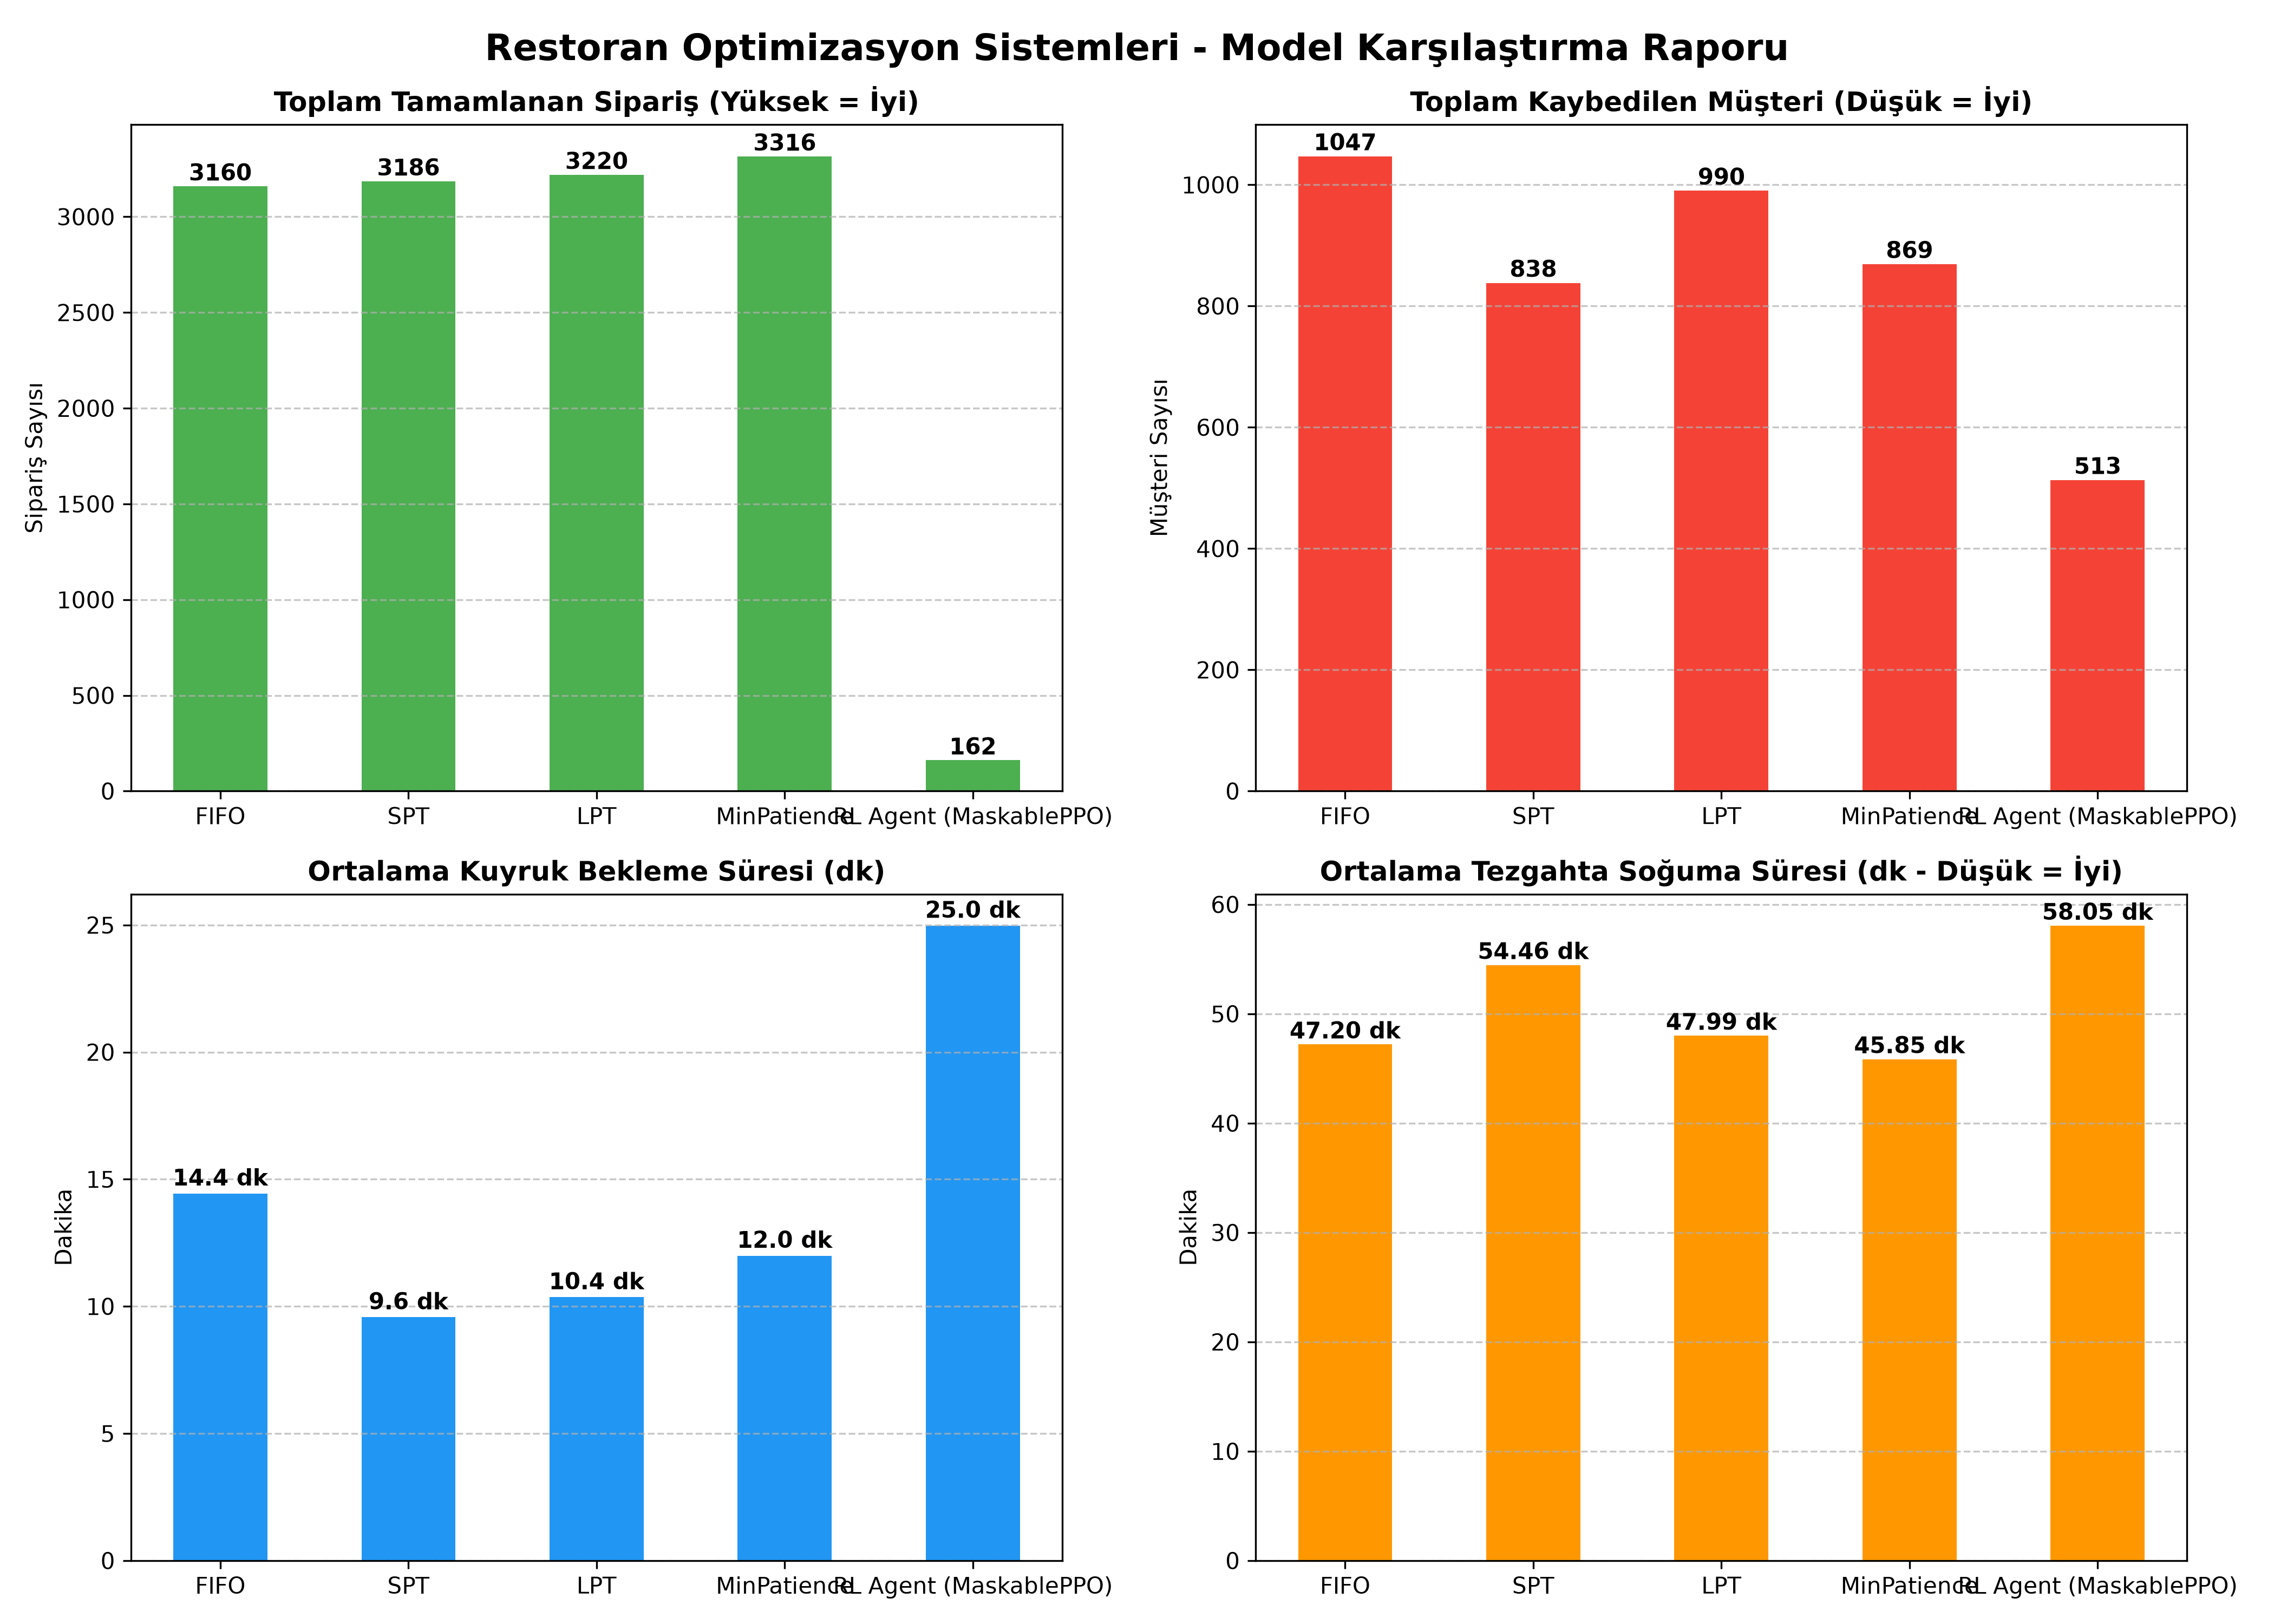 Restoran Optimizasyon Sistemleri - Model Karşılaştırma Raporu
Toplam Tamamlanan Sipariş (Yüksek = İyi)
Sipariş Sayısı
3000
2500
2000
1500
1000
500
0
3160
3186
3220
3316
162
FIFO
SPT
LPT
MinPatience
RL Agent (MaskablePPO)
Toplam Kaybedilen Müşteri (Düşük = İyi)
Müşteri Sayısı
1000
800
600
400
200
0
1047
838
990
869
513
FIFO
SPT
LPT
MinPatience
RL Agent (MaskablePPO)
Ortalama Kuyruk Bekleme Süresi (dk)
Dakika
25
20
15
10
5
0
14.4 dk
9.6 dk
10.4 dk
12.0 dk
25.0 dk
FIFO
SPT
LPT
MinPatience
RL Agent (MaskablePPO)
Ortalama Tezgahta Soğuma Süresi (dk - Düşük = İyi)
Dakika
60
50
40
30
20
10
0
47.20 dk
54.46 dk
47.99 dk
45.85 dk
58.05 dk
FIFO
SPT
LPT
MinPatience
RL Agent (MaskablePPO)